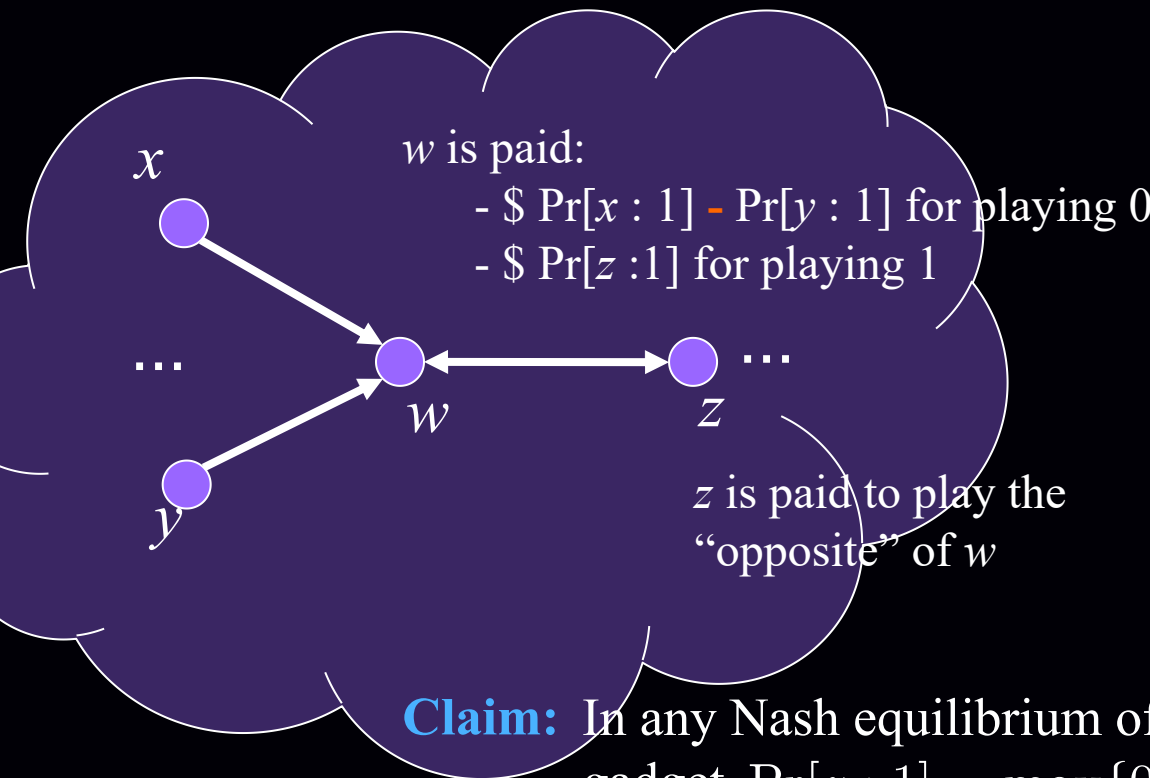 x
w is paid:
- $ Pr[x : 1] - Pr[y : 1] for playing 0
- $ Pr[z :1] for playing 1
...
...
w
z
y
z is paid to play the
“opposite” of w
Claim: In any Nash equilibrium of